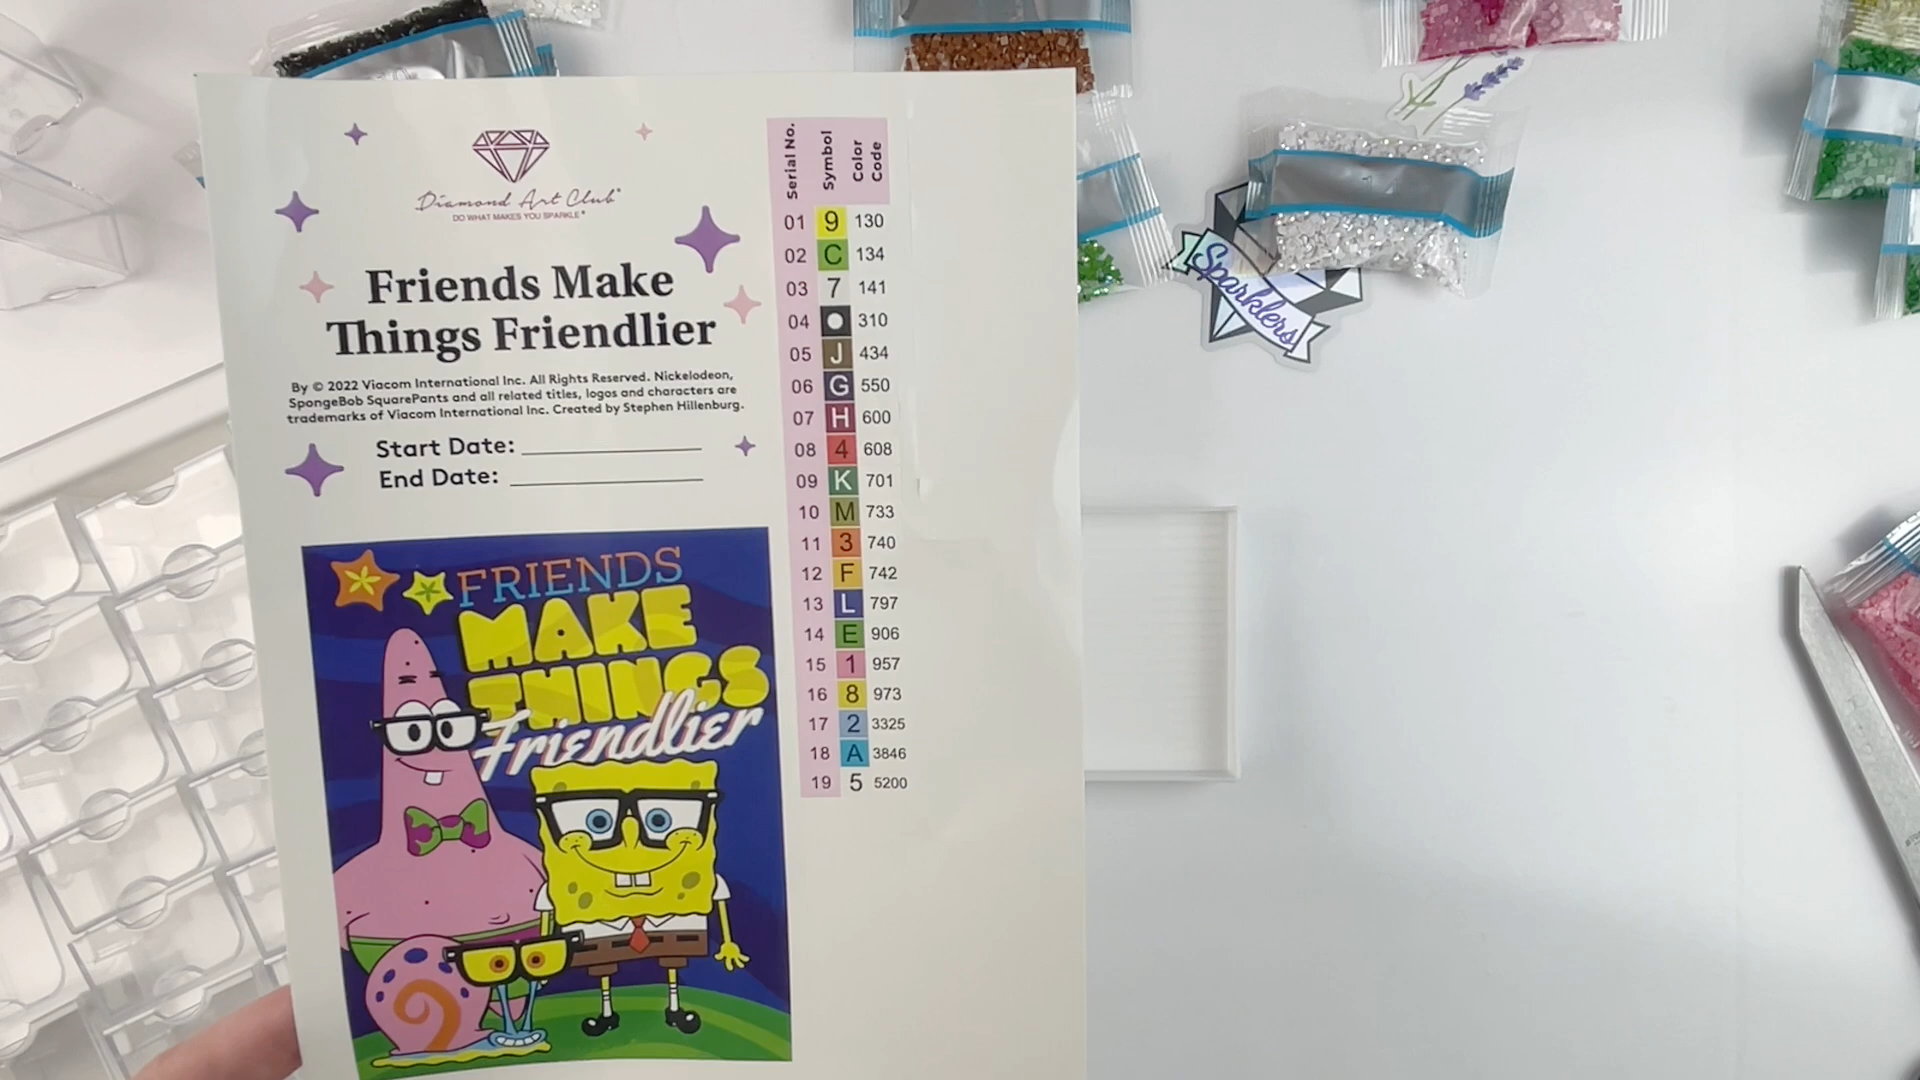 Diamond Art Club®
DO WHAT MAKES YOU SPARKLE®
Friends Make
Things Friendlier
By © 2022 Viacom International Inc. All Rights Reserved. Nickelodeon,
SpongeBob SquarePants and all related titles, logos and characters are
trademarks of Viacom International Inc. Created by Stephen Hillenburg.
Start Date:
End Date:
FRIENDS
MAKE
THINGS
Friendlier
Serial No. Symbol Color Code
01 9 130
02 C 134
03 7 141
04 ● 310
05 J 434
06 G 550
07 H 600
08 4 608
09 K 701
10 M 733
11 3 740
12 F 742
13 L 797
14 E 906
15 1 957
16 8 973
17 2 3325
18 A 3846
19 5 5200
Sparklers